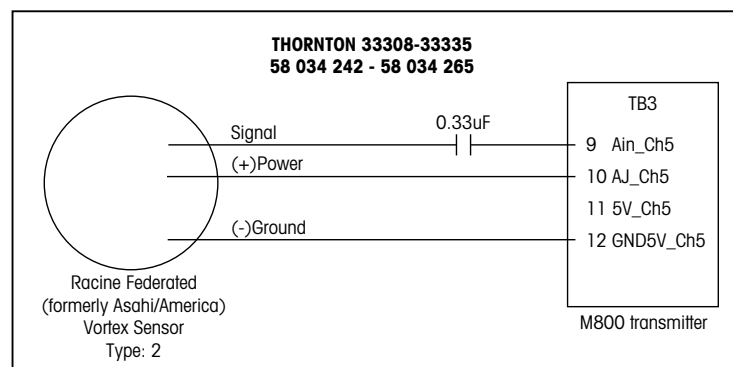 THORNTON 33308-33335
58 034 242 - 58 034 265
TB3
0.33uF
Signal
9 Ain_Ch5
(+)Power
10 AJ_Ch5
11 5V_Ch5
(-)Ground
12 GND5V_Ch5
Racine Federated
(formerly Asahi/America)
Vortex Sensor
Type: 2
M800 transmitter